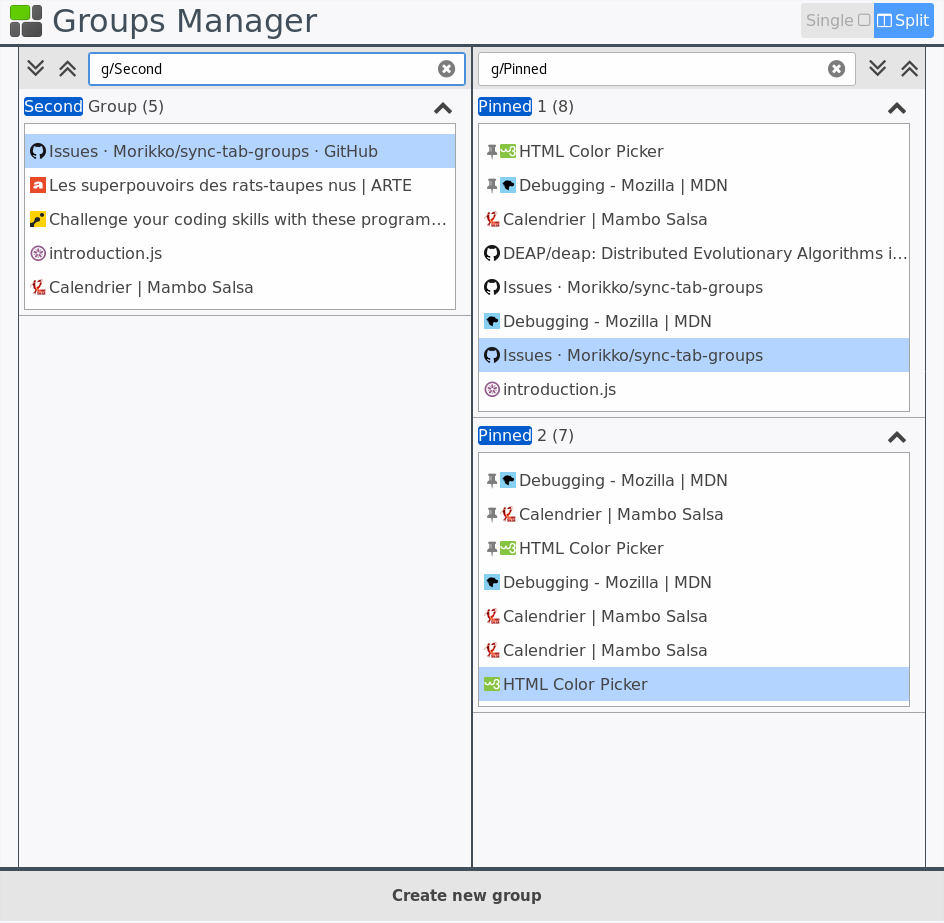 Groups Manager
Single Split
g/Second
Second Group (5)
Issues · Morikko/sync-tab-groups · GitHub
Les superpouvoirs des rats-taupes nus | ARTE
Challenge your coding skills with these program…
introduction.js
Calendrier | Mambo Salsa
g/Pinned
Pinned 1 (8)
HTML Color Picker
Debugging - Mozilla | MDN
Calendrier | Mambo Salsa
DEAP/deap: Distributed Evolutionary Algorithms i…
Issues · Morikko/sync-tab-groups
Debugging - Mozilla | MDN
Issues · Morikko/sync-tab-groups
introduction.js
Pinned 2 (7)
Debugging - Mozilla | MDN
Calendrier | Mambo Salsa
HTML Color Picker
Debugging - Mozilla | MDN
Calendrier | Mambo Salsa
Calendrier | Mambo Salsa
HTML Color Picker
Create new group